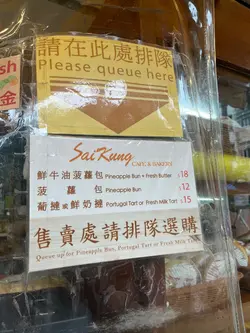 請在此處排隊
Please queue here
sh
金
Sai Kung
CAFE & BAKERY
鮮牛油菠蘿包 Pineapple Bun + Fresh Butter $18
菠蘿包 Pineapple Bun $12
葡撻或鮮奶撻 Portugal Tart or Fresh Milk Tart $15
售賣處請排隊選購
Queue up for Pineapple Bun, Portugal Tart or Fresh Milk Tart